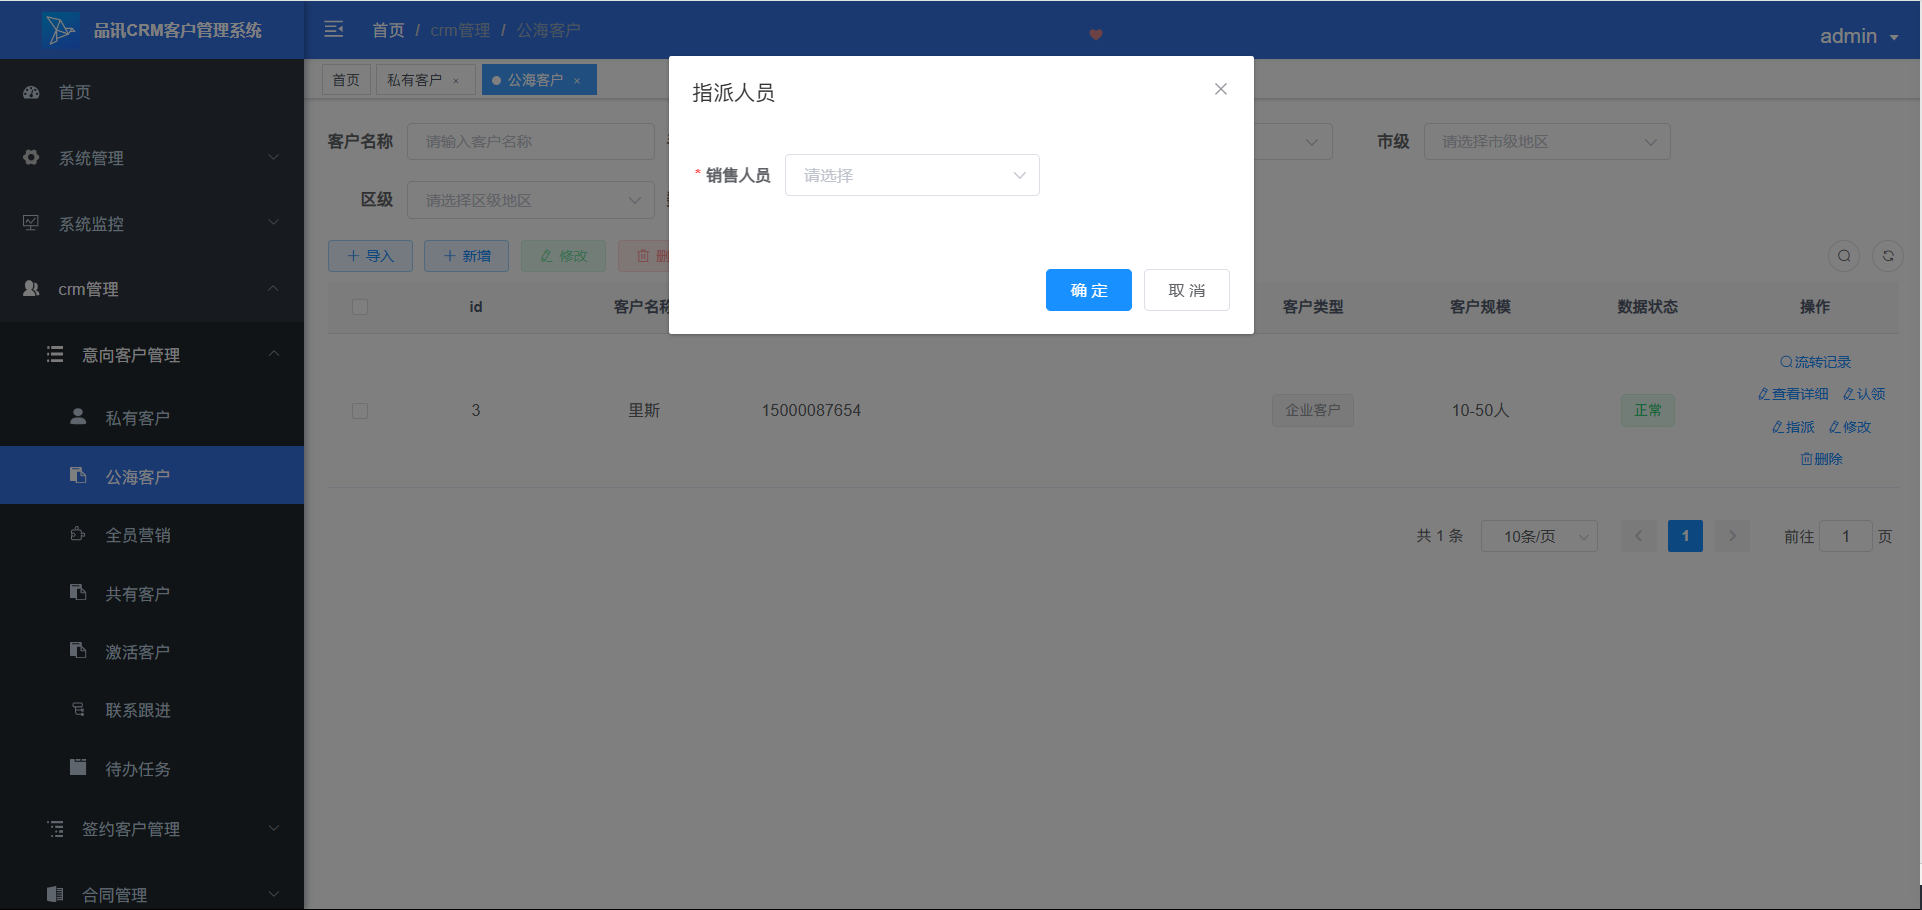 品讯CRM客户管理系统
首页 / crm管理 / 公海客户
admin
首页
系统管理
系统监控
crm管理
意向客户管理
私有客户
公海客户
全员营销
共有客户
激活客户
联系跟进
待办任务
签约客户管理
合同管理
首页 私有客户 × 公海客户 ×
客户名称 请输入客户名称 市级 请选择市级地区
区级 请选择区级地区
导入 新增 修改
指派人员
* 销售人员 请选择
确 定 取 消
id 客户名称 客户类型 客户规模 数据状态 操作
3 里斯 15000087654 企业客户 10-50人 正常
流转记录
查看详细 认领
指派 修改
删除
共 1 条 10条/页 1 前往 1 页